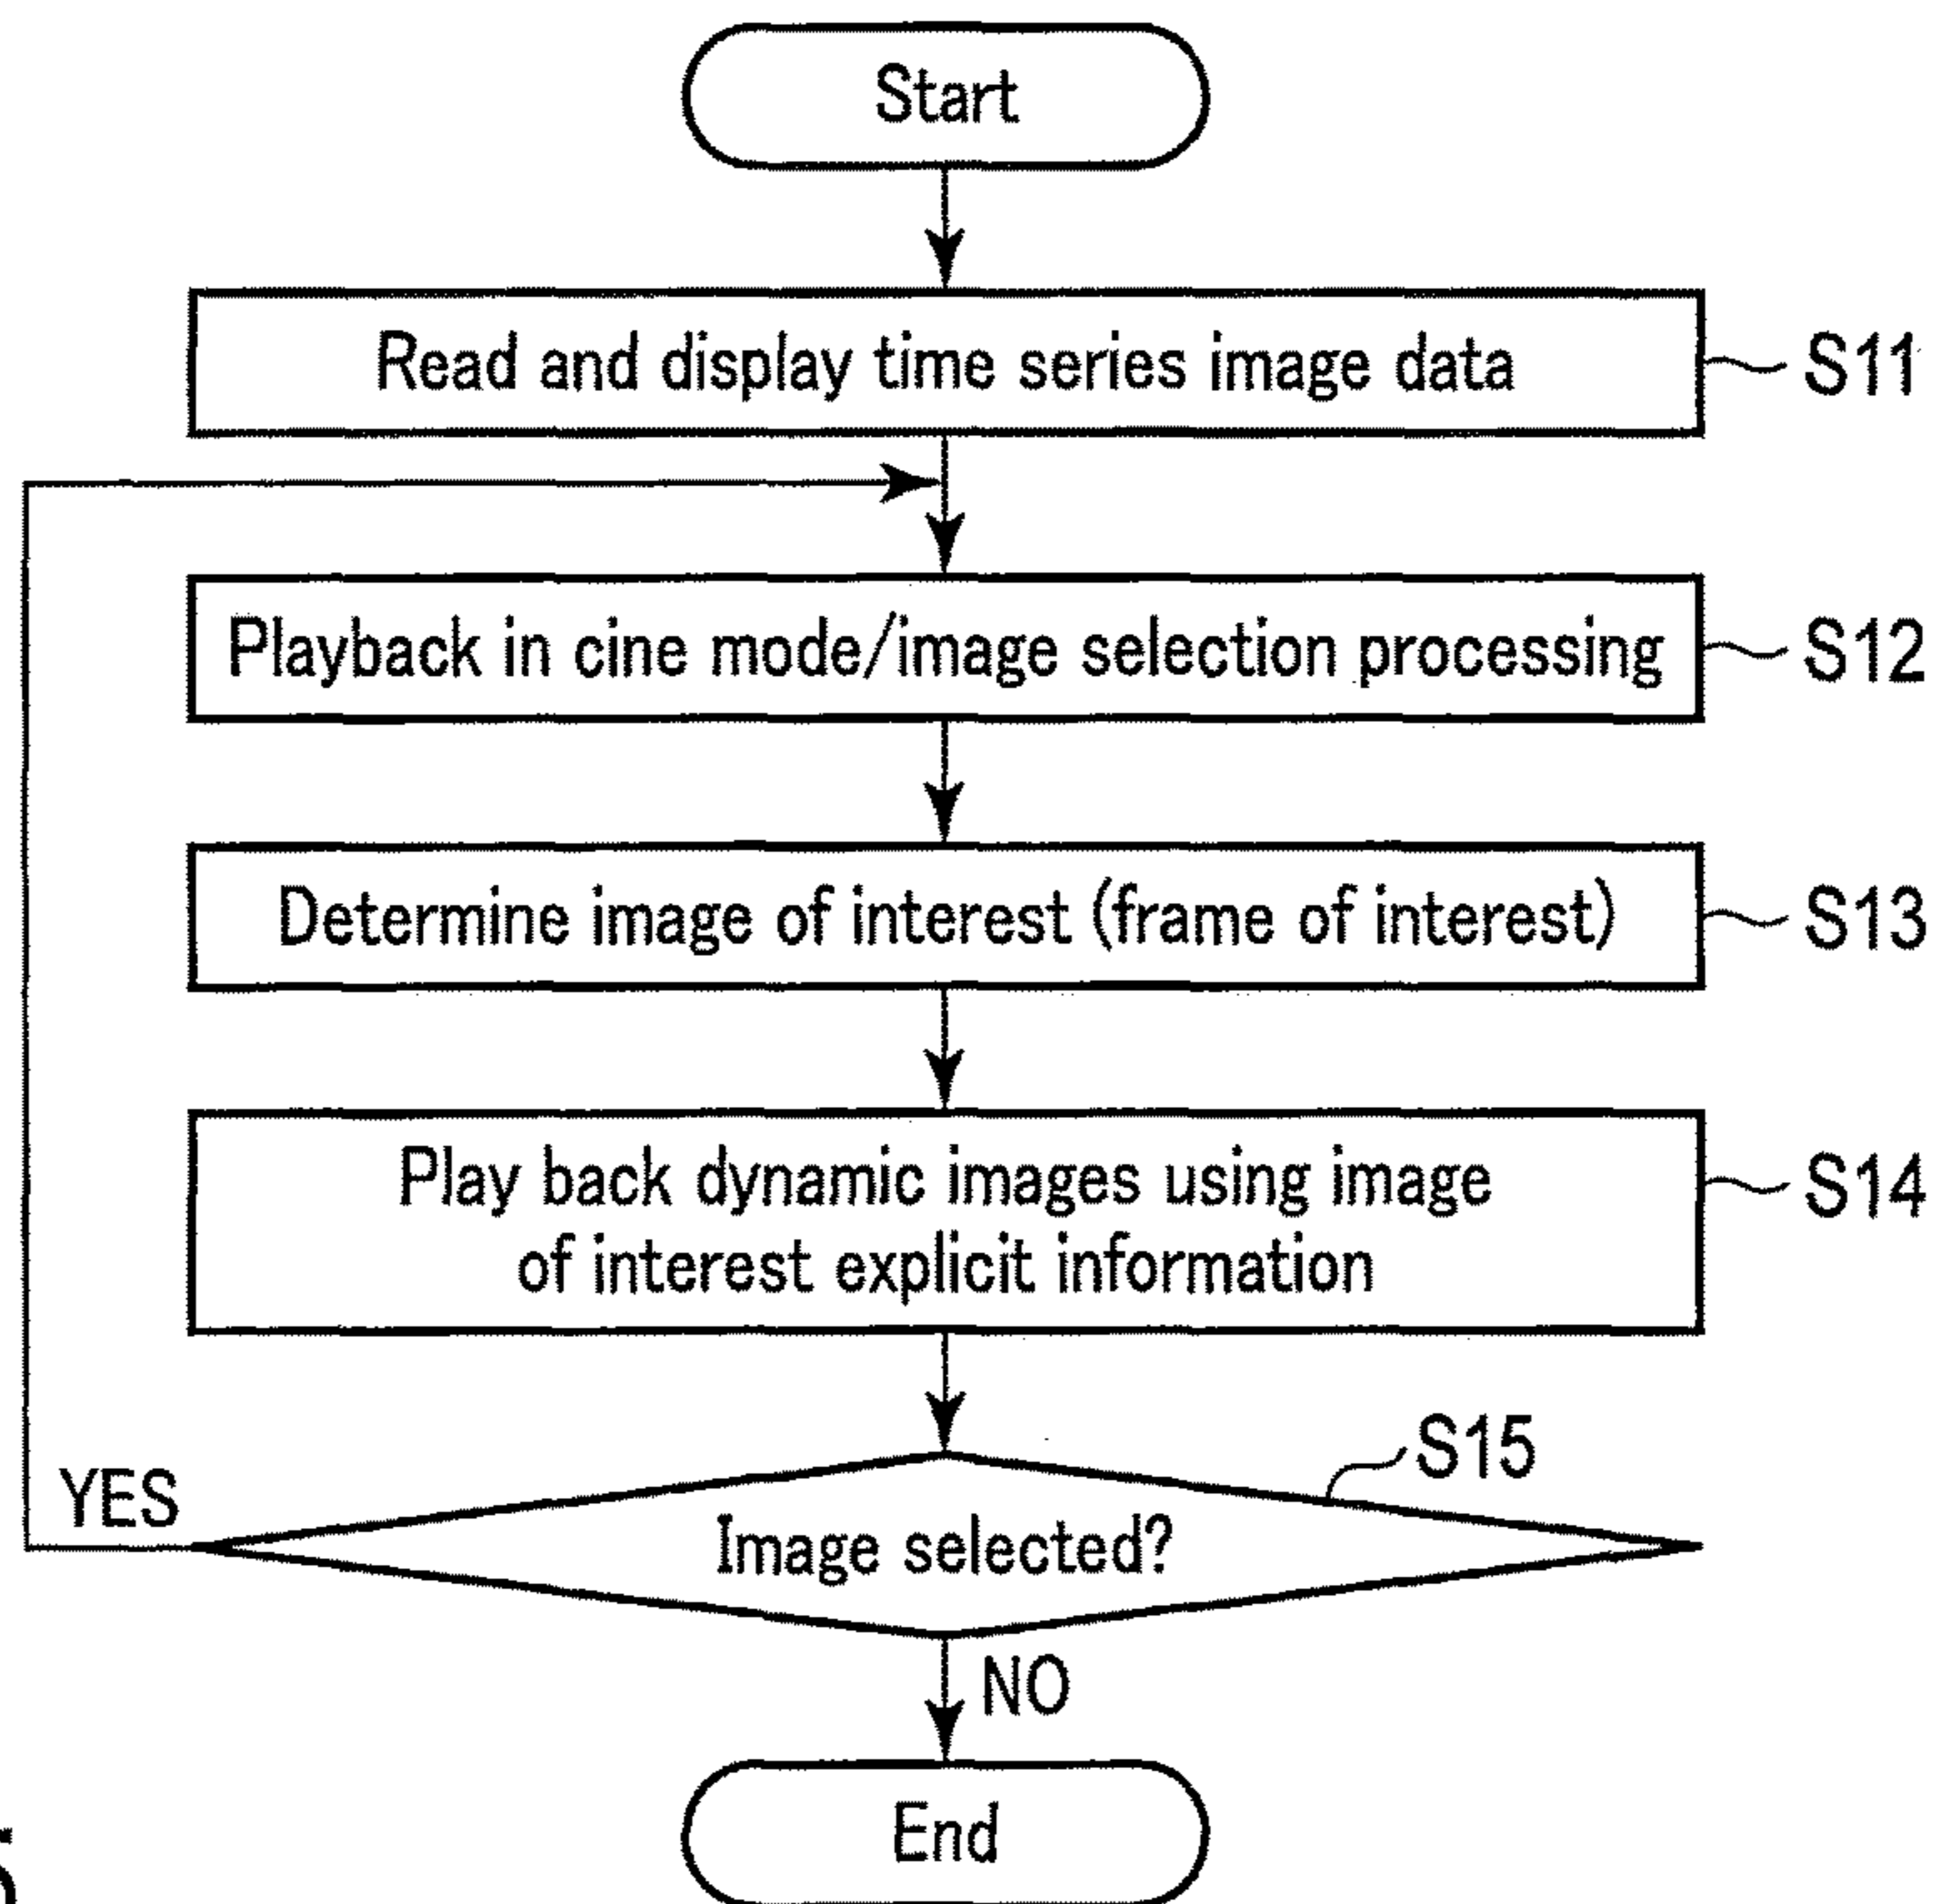 Start
Read and display time series image data
S11
Playback in cine mode/image selection processing
S12
Determine image of interest (frame of interest)
S13
Play back dynamic images using image
of interest explicit information
S14
S15
YES
Image selected?
NO
End